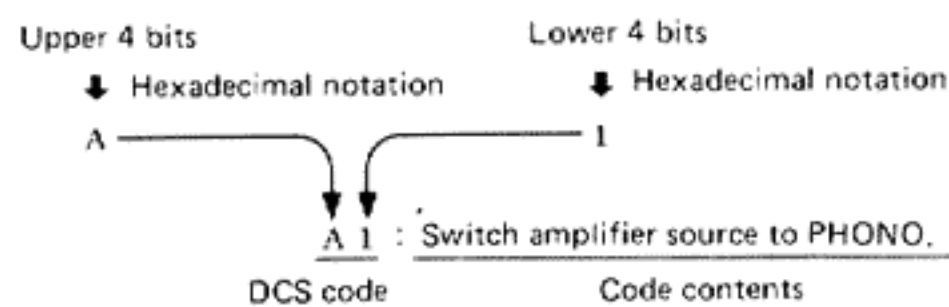 Upper 4 bits Lower 4 bits
⬇ Hexadecimal notation ⬇ Hexadecimal notation
A 1
A 1 : Switch amplifier source to PHONO.
DCS code Code contents